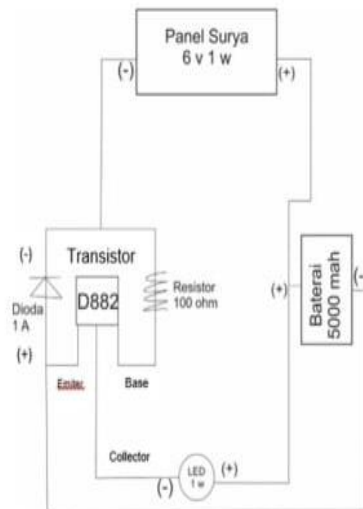 Panel Surya
6 v 1 w
(-)
(+)
(-)
Transistor
D882
Dioda
1 A
(+)
Resistor
100 ohm
(+)
Baterai
5000 mah
(-)
Emiter
Base
Collector
(-)
LED
1 w
(+)